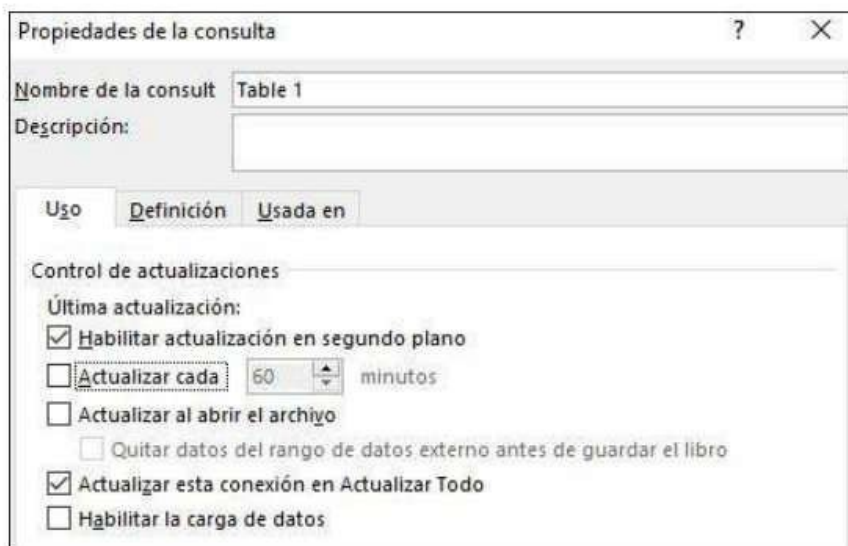 Propiedades de la consulta ? X
Nombre de la consult Table 1
Descripción:
Uso Definición Usada en
Control de actualizaciones
Última actualización:
Habilitar actualización en segundo plano
Actualizar cada 60 minutos
Actualizar al abrir el archivo
Quitar datos del rango de datos externo antes de guardar el libro
Actualizar esta conexión en Actualizar Todo
Habilitar la carga de datos